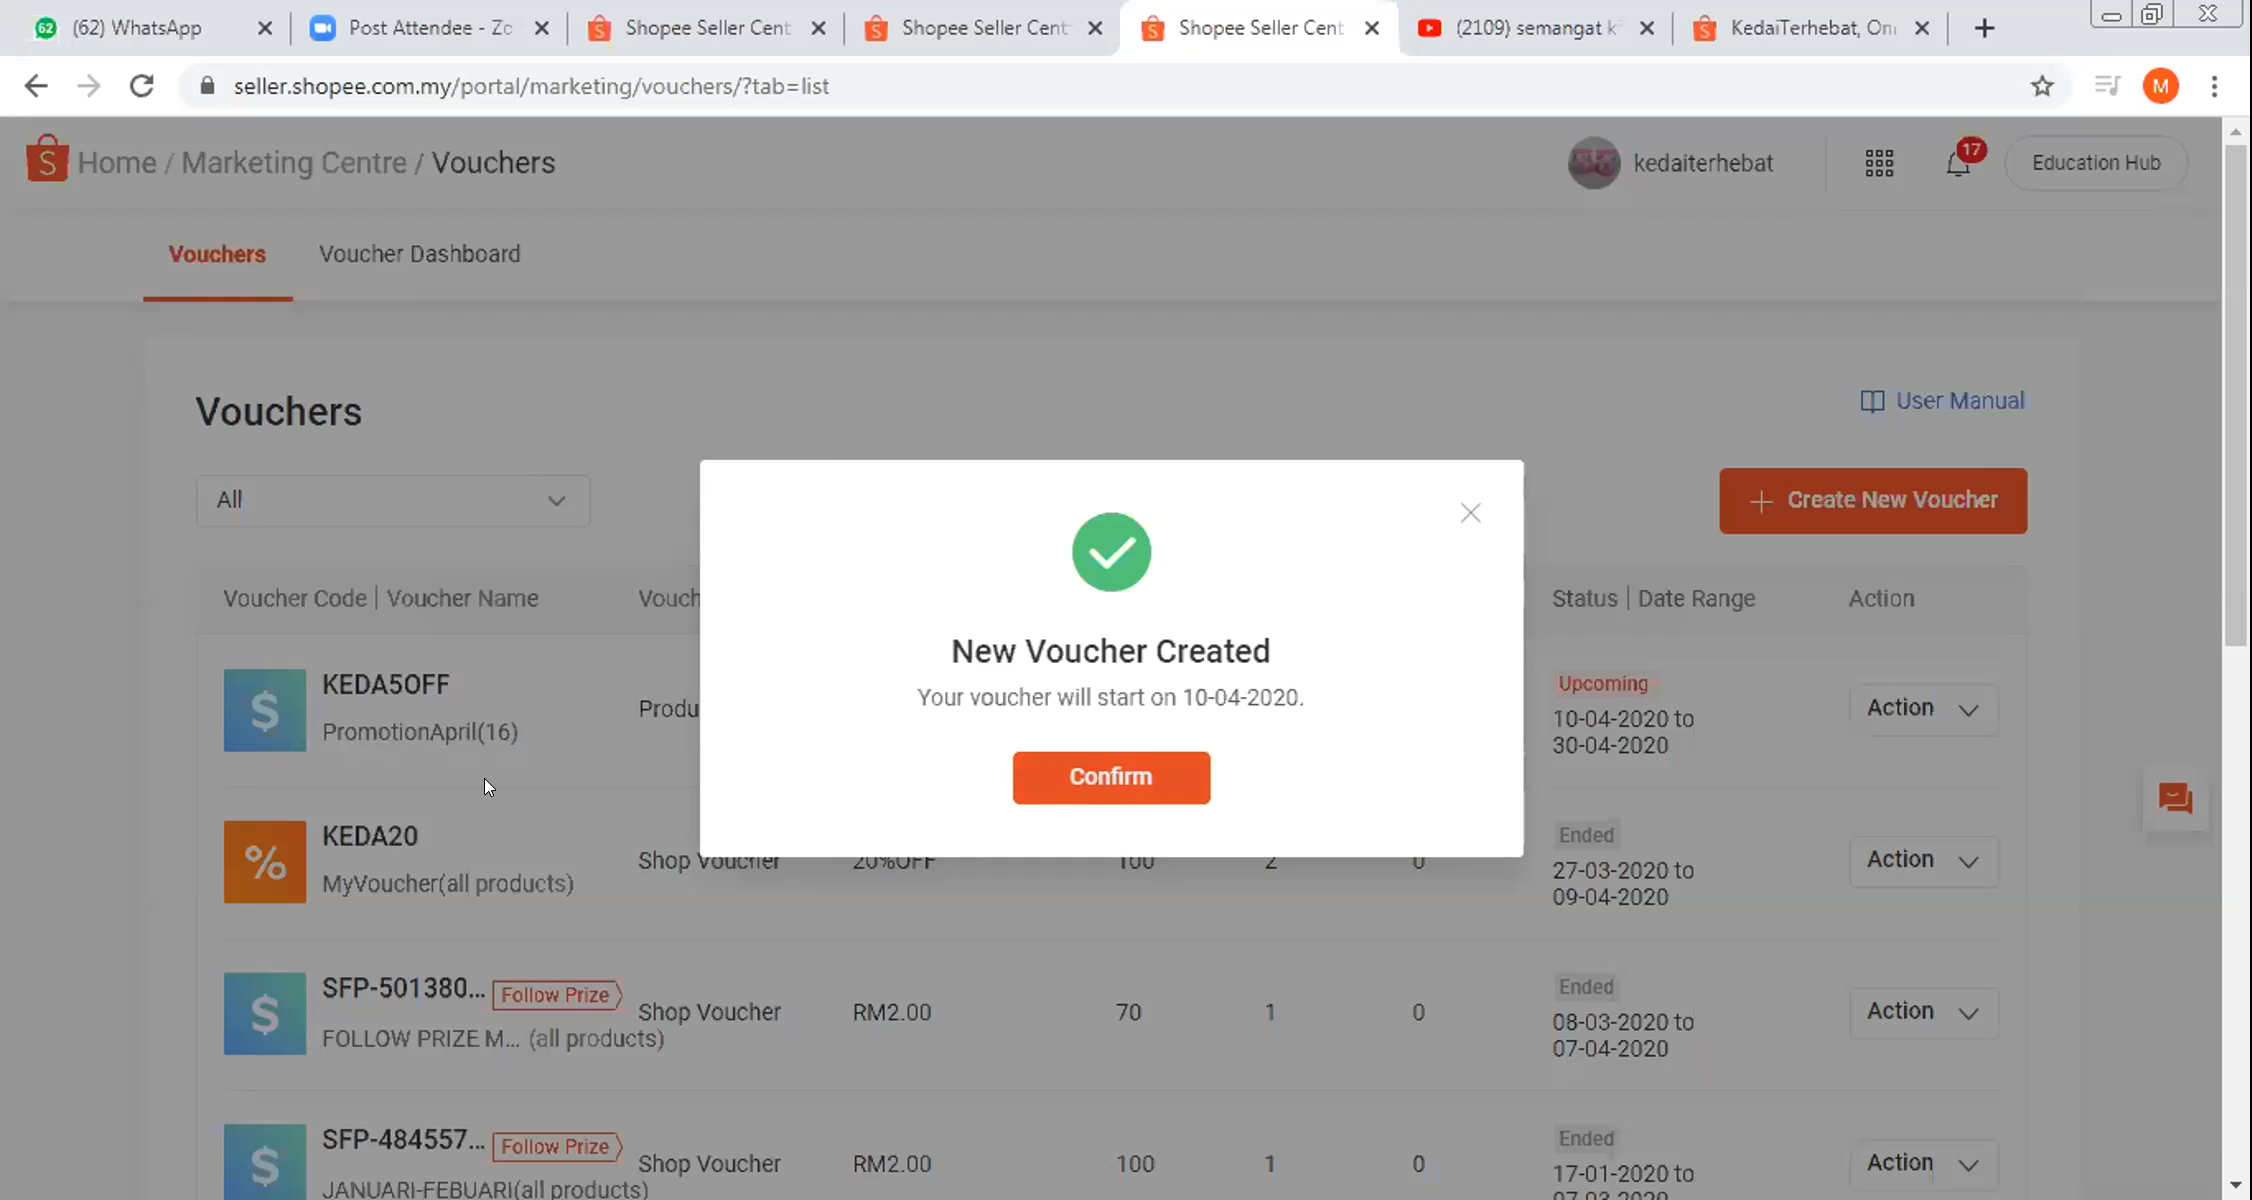 62 (62) WhatsApp
Post Attendee - Zo
Shopee Seller Cent
Shopee Seller Cent
Shopee Seller Cent
(2109) semangat k
KedaiTerhebat, Onl
seller.shopee.com.my/portal/marketing/vouchers/?tab=list
M
Home / Marketing Centre / Vouchers
kedaiterhebat
17
Education Hub
Vouchers
Voucher Dashboard
Vouchers
User Manual
All
Create New Voucher
Voucher Code | Voucher Name
Vouch
Status | Date Range
Action
New Voucher Created
Your voucher will start on 10-04-2020.
Confirm
KEDA5OFF
PromotionApril(16)
Produ
Upcoming
10-04-2020 to
30-04-2020
Action
KEDA20
MyVoucher(all products)
Shop Voucher
20%OFF
100
2
0
Ended
27-03-2020 to
09-04-2020
Action
SFP-501380...
Follow Prize
FOLLOW PRIZE M... (all products)
Shop Voucher
RM2.00
70
1
0
Ended
08-03-2020 to
07-04-2020
Action
SFP-484557...
Follow Prize
JANUARI-FEBUARI(all products)
Shop Voucher
RM2.00
100
1
0
Ended
17-01-2020 to
07-03-2020
Action